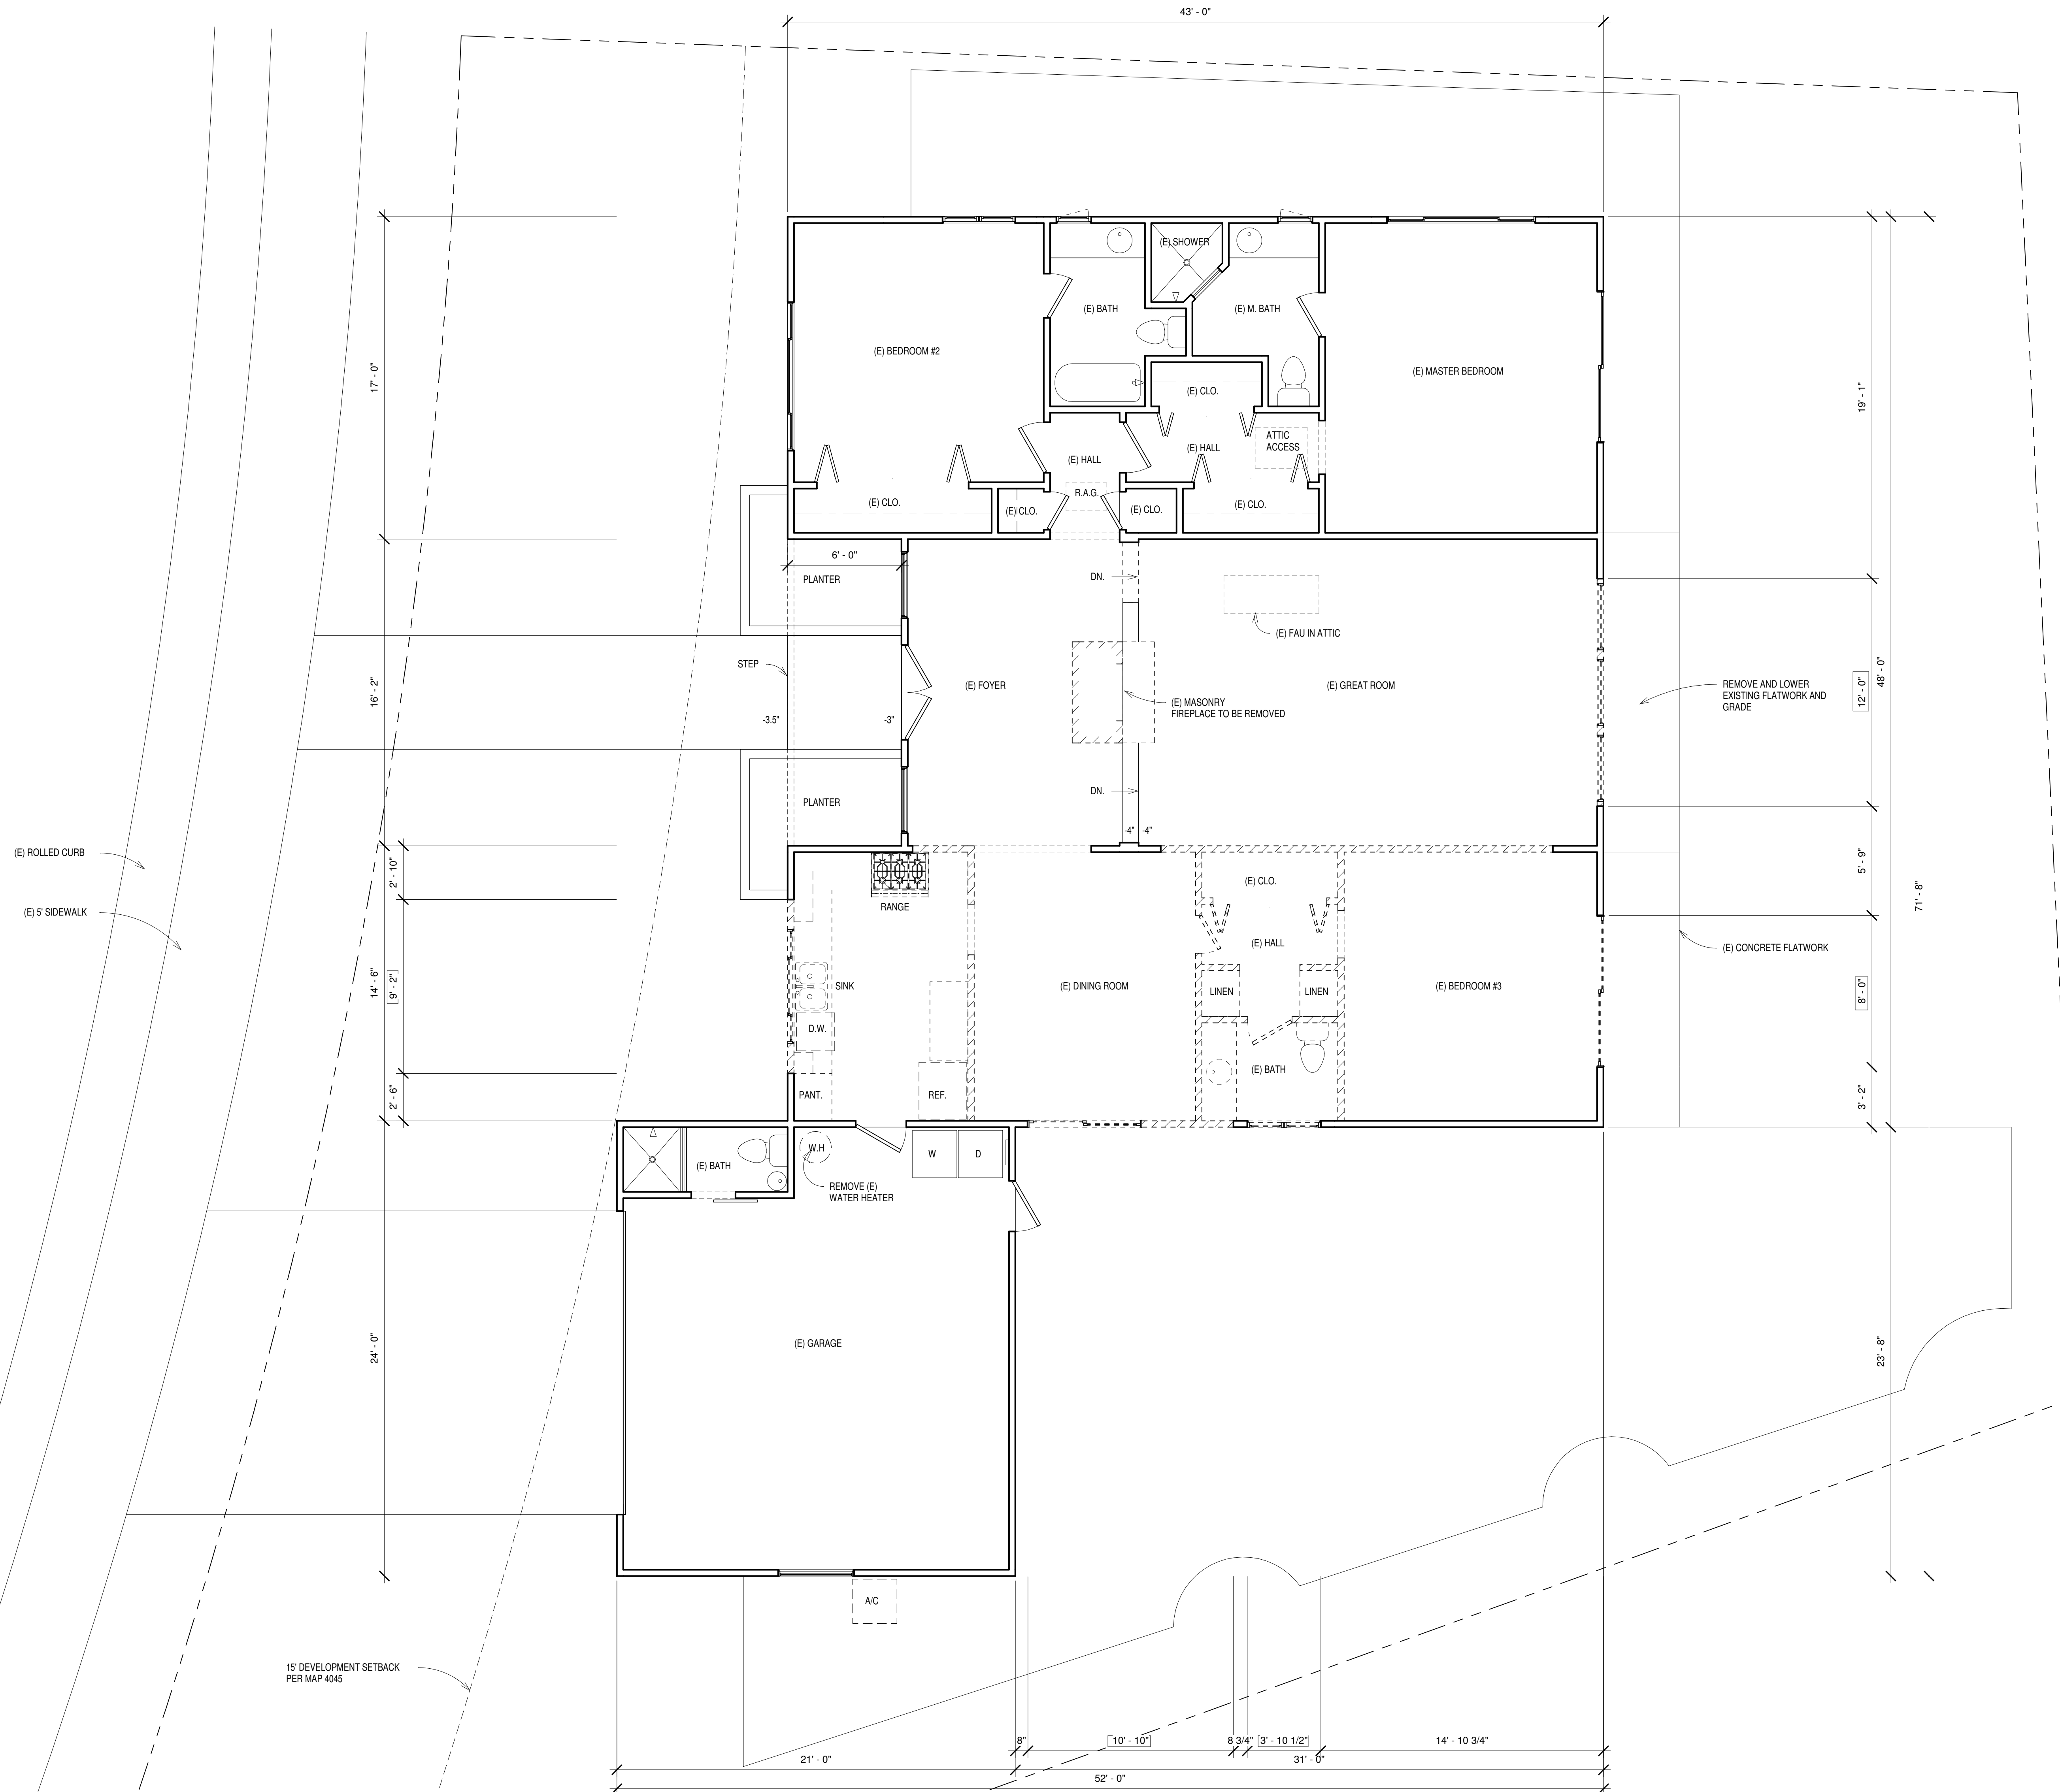 43' - 0"
(E) SHOWER
(E) BATH
(E) M. BATH
(E) BEDROOM #2
(E) MASTER BEDROOM
17' - 0"
19' - 1"
(E) CLO.
ATTIC
ACCESS
(E) HALL
(E) HALL
R.A.G.
(E) CLO.
(E) CLO.
(E) CLO.
(E) CLO.
6' - 0"
PLANTER
DN.
(E) FAU IN ATTIC
STEP
16' - 2"
(E) FOYER
(E) GREAT ROOM
-3.5"
-3"
(E) MASONRY
FIREPLACE TO BE REMOVED
REMOVE AND LOWER
EXISTING FLATWORK AND
GRADE
12' - 0"
48' - 0"
DN.
PLANTER
-4"
-4"
(E) ROLLED CURB
(E) 5' SIDEWALK
2' - 10"
5' - 9"
71' - 8"
RANGE
(E) CLO.
(E) HALL
(E) CONCRETE FLATWORK
14' - 6"
9' - 2"
SINK
(E) DINING ROOM
LINEN
LINEN
(E) BEDROOM #3
8' - 0"
D.W.
(E) BATH
2' - 6"
PANT.
REF.
3' - 2"
(E) BATH
W.H
W
D
REMOVE (E)
WATER HEATER
24' - 0"
(E) GARAGE
23' - 8"
A/C
15' DEVELOPMENT SETBACK
PER MAP 4045
8"
10' - 10"
8 3/4"
3' - 10 1/2"
14' - 10 3/4"
21' - 0"
31' - 0"
52' - 0"